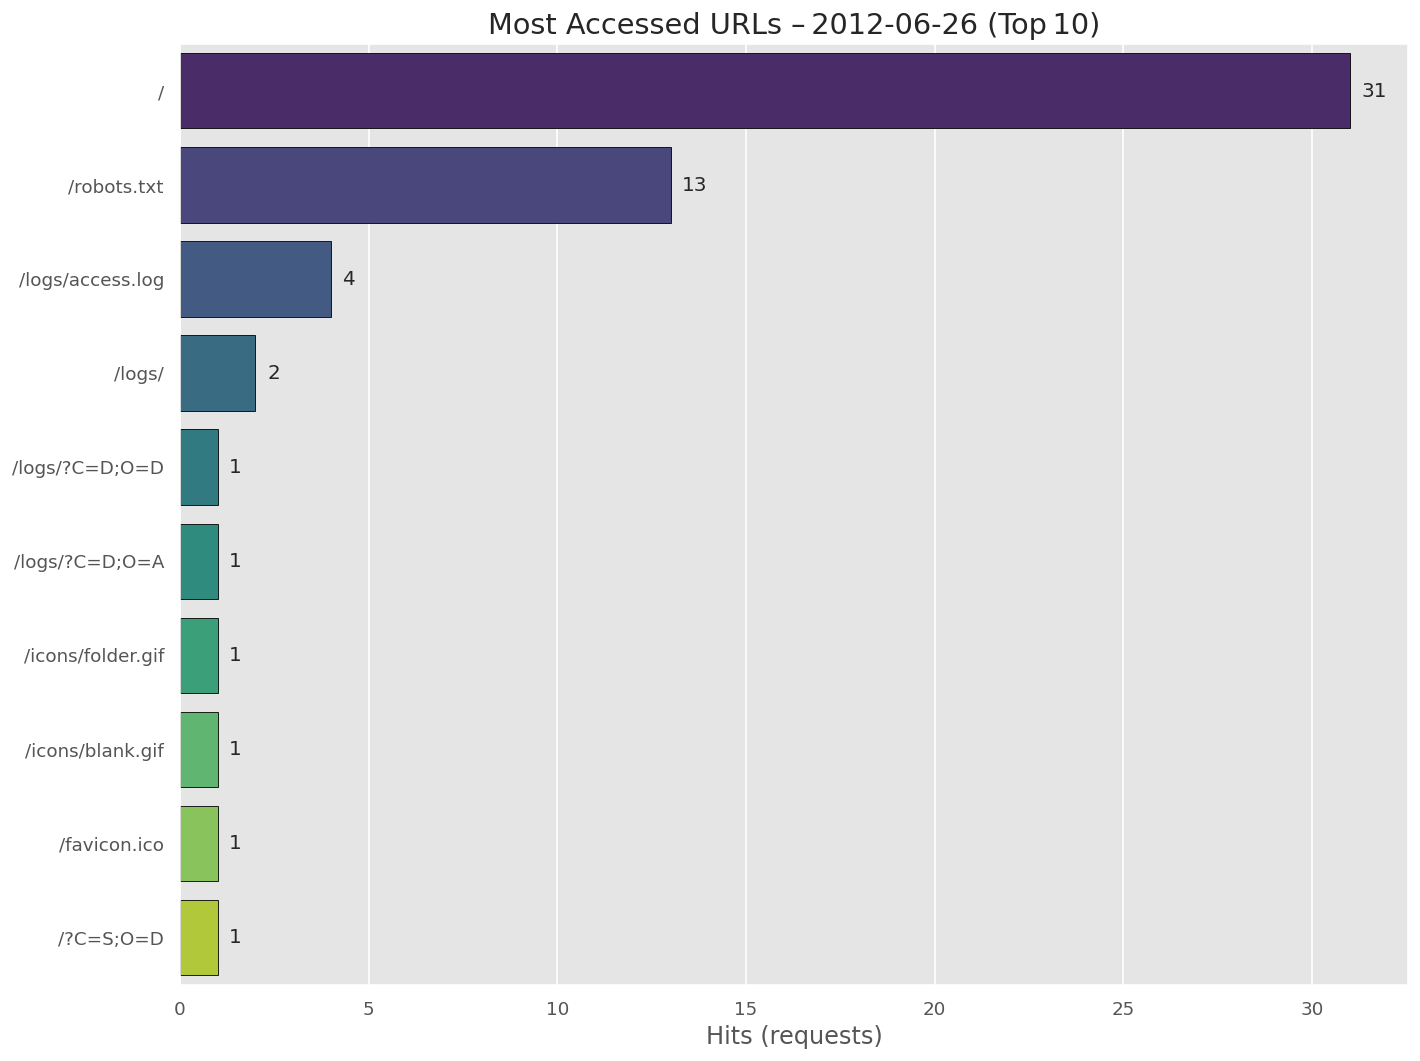 Most Accessed URLs – 2012-06-26 (Top 10)
/
31
/robots.txt
13
/logs/access.log
4
/logs/
2
/logs/?C=D;O=D
1
/logs/?C=D;O=A
1
/icons/folder.gif
1
/icons/blank.gif
1
/favicon.ico
1
/?C=S;O=D
1
0 5 10 15 20 25 30
Hits (requests)